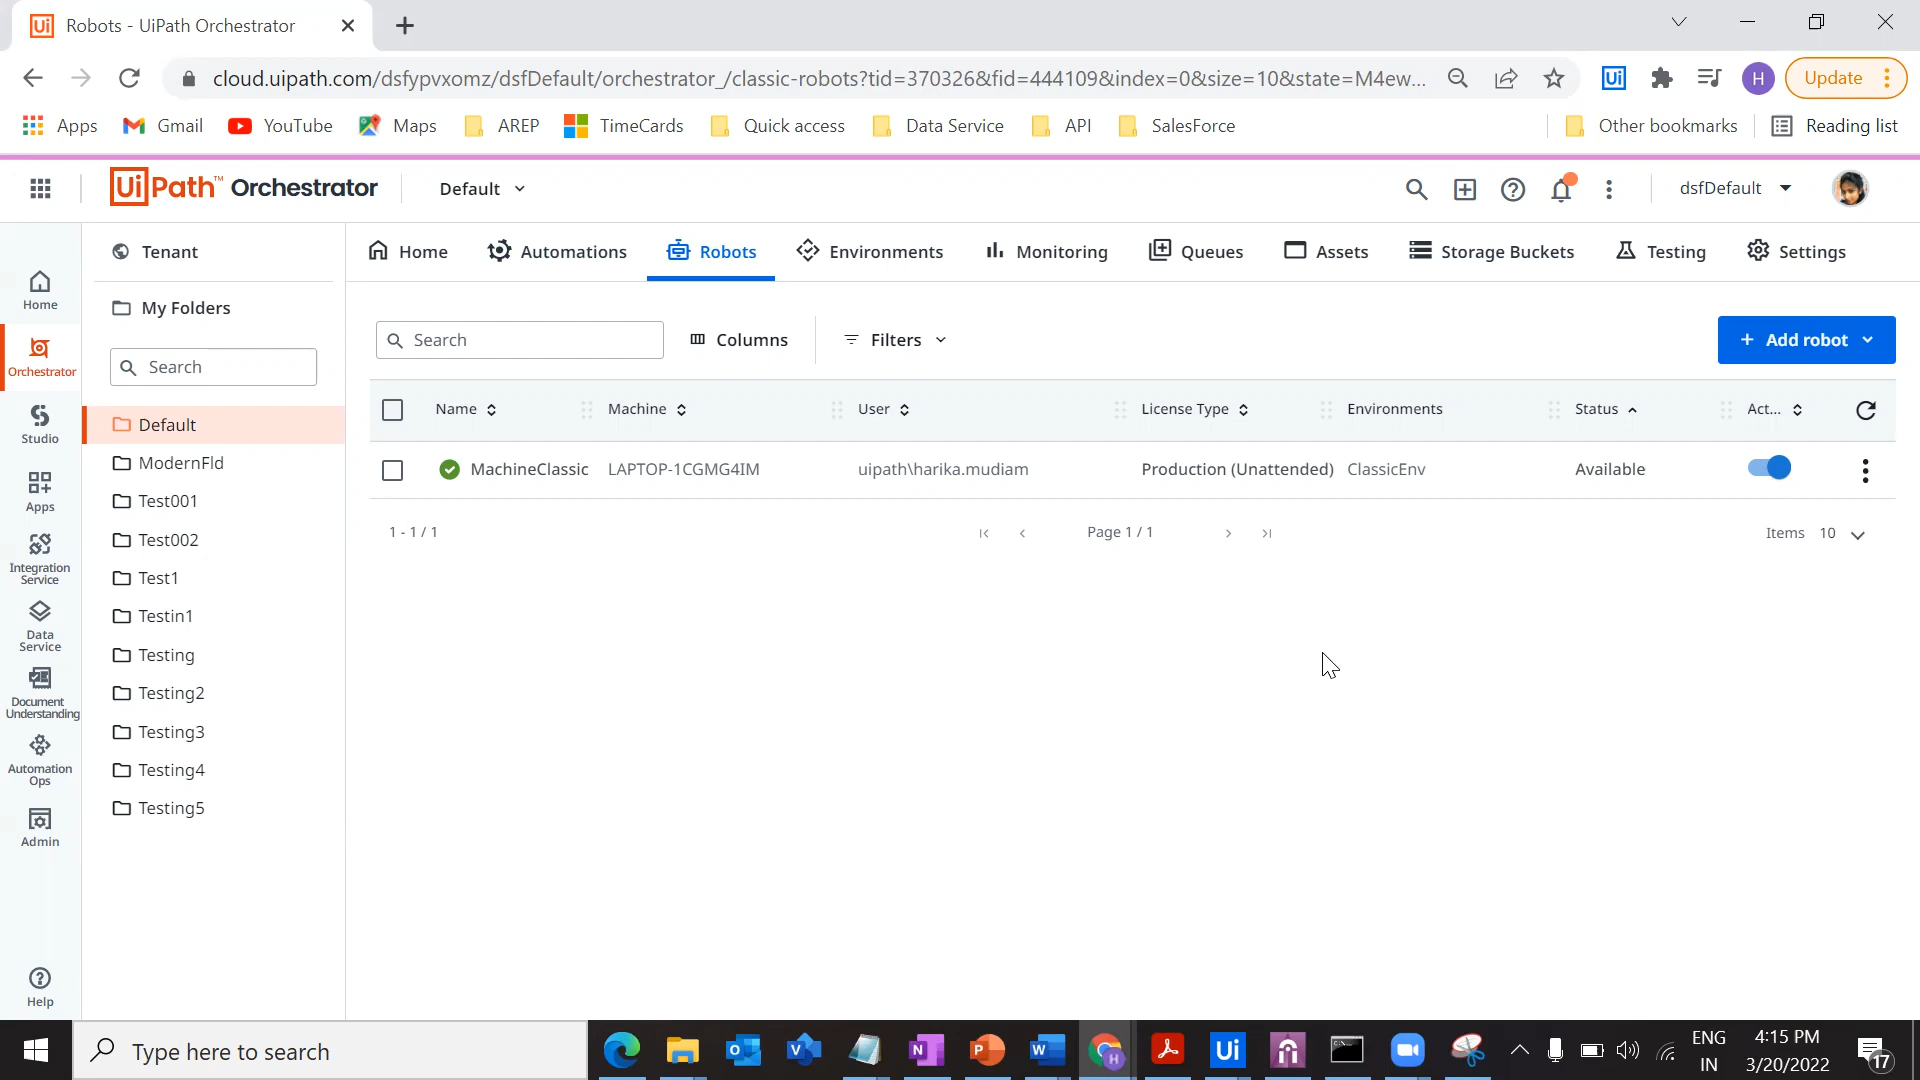 Robots - UiPath Orchestrator
cloud.uipath.com/dsfypvxomz/dsfDefault/orchestrator_/classic-robots?tid=370326&fid=444109&index=0&size=10&state=M4ew...
Ui
H
Update
Apps
Gmail
YouTube
Maps
AREP
TimeCards
Quick access
Data Service
API
SalesForce
Other bookmarks
Reading list
UiPath™ Orchestrator
Default
dsfDefault
Home
Orchestrator
Studio
Apps
Integration
Service
Data
Service
Document
Understanding
Automation
Ops
Admin
Help
Tenant
My Folders
Search
Default
ModernFld
Test001
Test002
Test1
Testin1
Testing
Testing2
Testing3
Testing4
Testing5
Home
Automations
Robots
Environments
Monitoring
Queues
Assets
Storage Buckets
Testing
Settings
Search
Columns
Filters
+ Add robot
Name Machine User License Type Environments Status Act...
MachineClassic LAPTOP-1CGMG4IM uipath\harika.mudiam Production (Unattended) ClassicEnv Available
1 - 1 / 1
Page 1 / 1
Items 10
Type here to search
ENG
IN
4:15 PM
3/20/2022
17